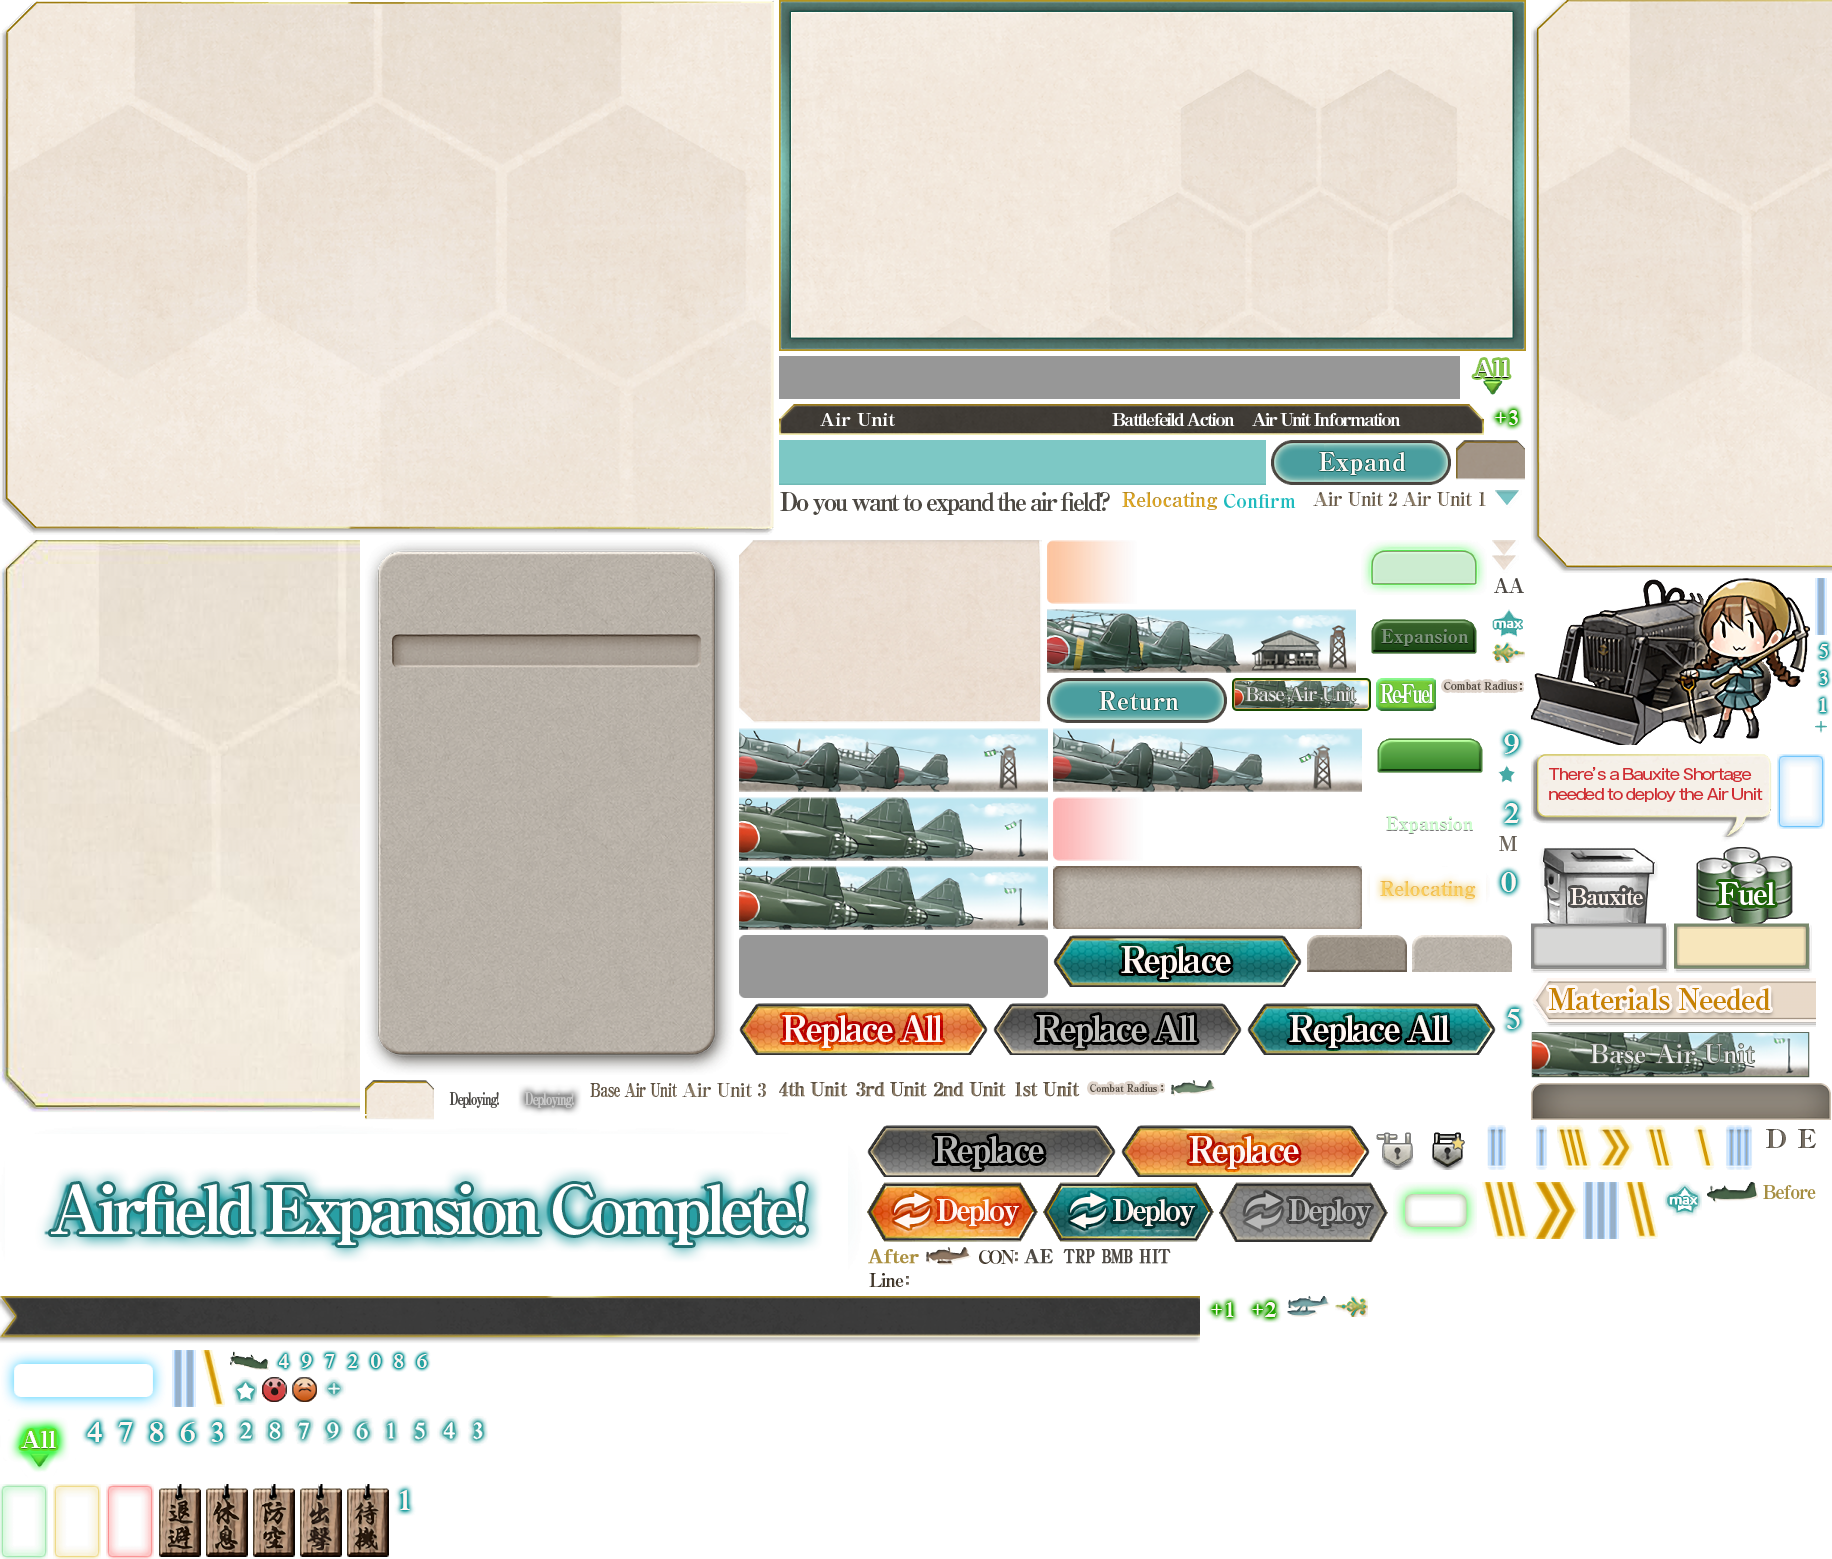 All
Air Unit
Battlefeild Action
Air Unit Information
+3
Expand
Do you want to expand the air field?
Relocating
Confirm
Air Unit 2
Air Unit 1
AA
Expansion
max
Return
Base Air Unit
Re-Fuel
Combat Radius:
5
3
1
+
9
There's a Bauxite Shortage
needed to deploy the Air Unit
Expansion
2
M
Relocating
0
Bauxite
Fuel
Replace
Materials Needed
Replace All
Replace All
Replace All
5
Base Air Unit
Deploying!
Deploying!
Base Air Unit
Air Unit 3
4th Unit
3rd Unit
2nd Unit
1st Unit
Combat Radius:
Replace
Replace
D
E
Airfield Expansion Complete!
Deploy
Deploy
Deploy
max
Before
After
CON:
AE
TRP
BMB
HIT
Line:
+1
+2
4 9 7 2 0 8 6
+
All
4 7 8 6 3 2 8 7 9 6 1 5 4 3
退避
休息
防空
出撃
待機
1